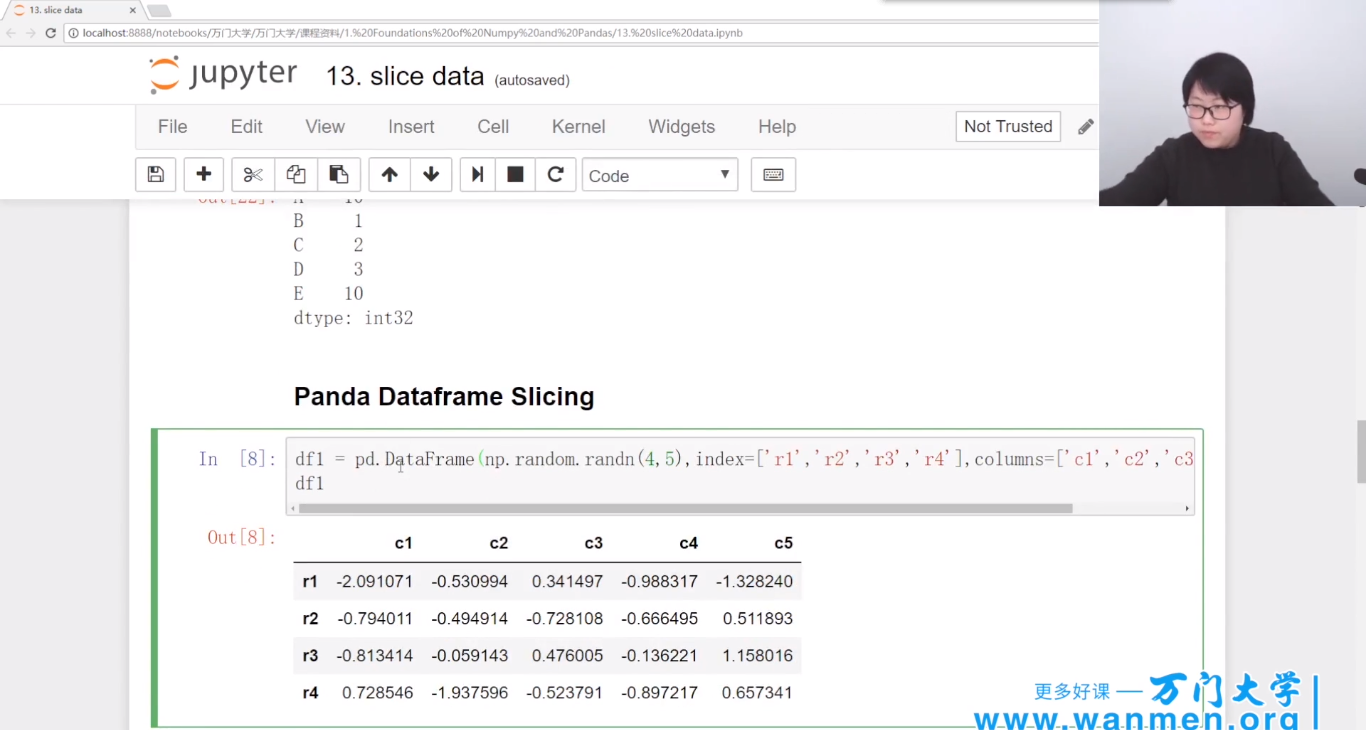 13. slice data
localhost:8888/notebooks/万门大学/万门大学/课程资料/1.%20Foundations%20of%20Numpy%20and%20Pandas/13.%20slice%20data.ipynb
jupyter 13. slice data (autosaved)
File Edit View Insert Cell Kernel Widgets Help Not Trusted
Code
Out[22]: A 10
B 1
C 2
D 3
E 10
dtype: int32
Panda Dataframe Slicing
In [8]: df1 = pd.DataFrame(np.random.randn(4,5),index=['r1','r2','r3','r4'],columns=['c1','c2','c3
df1
Out[8]:
c1 c2 c3 c4 c5
r1 -2.091071 -0.530994 0.341497 -0.988317 -1.328240
r2 -0.794011 -0.494914 -0.728108 -0.666495 0.511893
r3 -0.813414 -0.059143 0.476005 -0.136221 1.158016
r4 0.728546 -1.937596 -0.523791 -0.897217 0.657341
更多好课 — 万门大学
www.wanmen.org